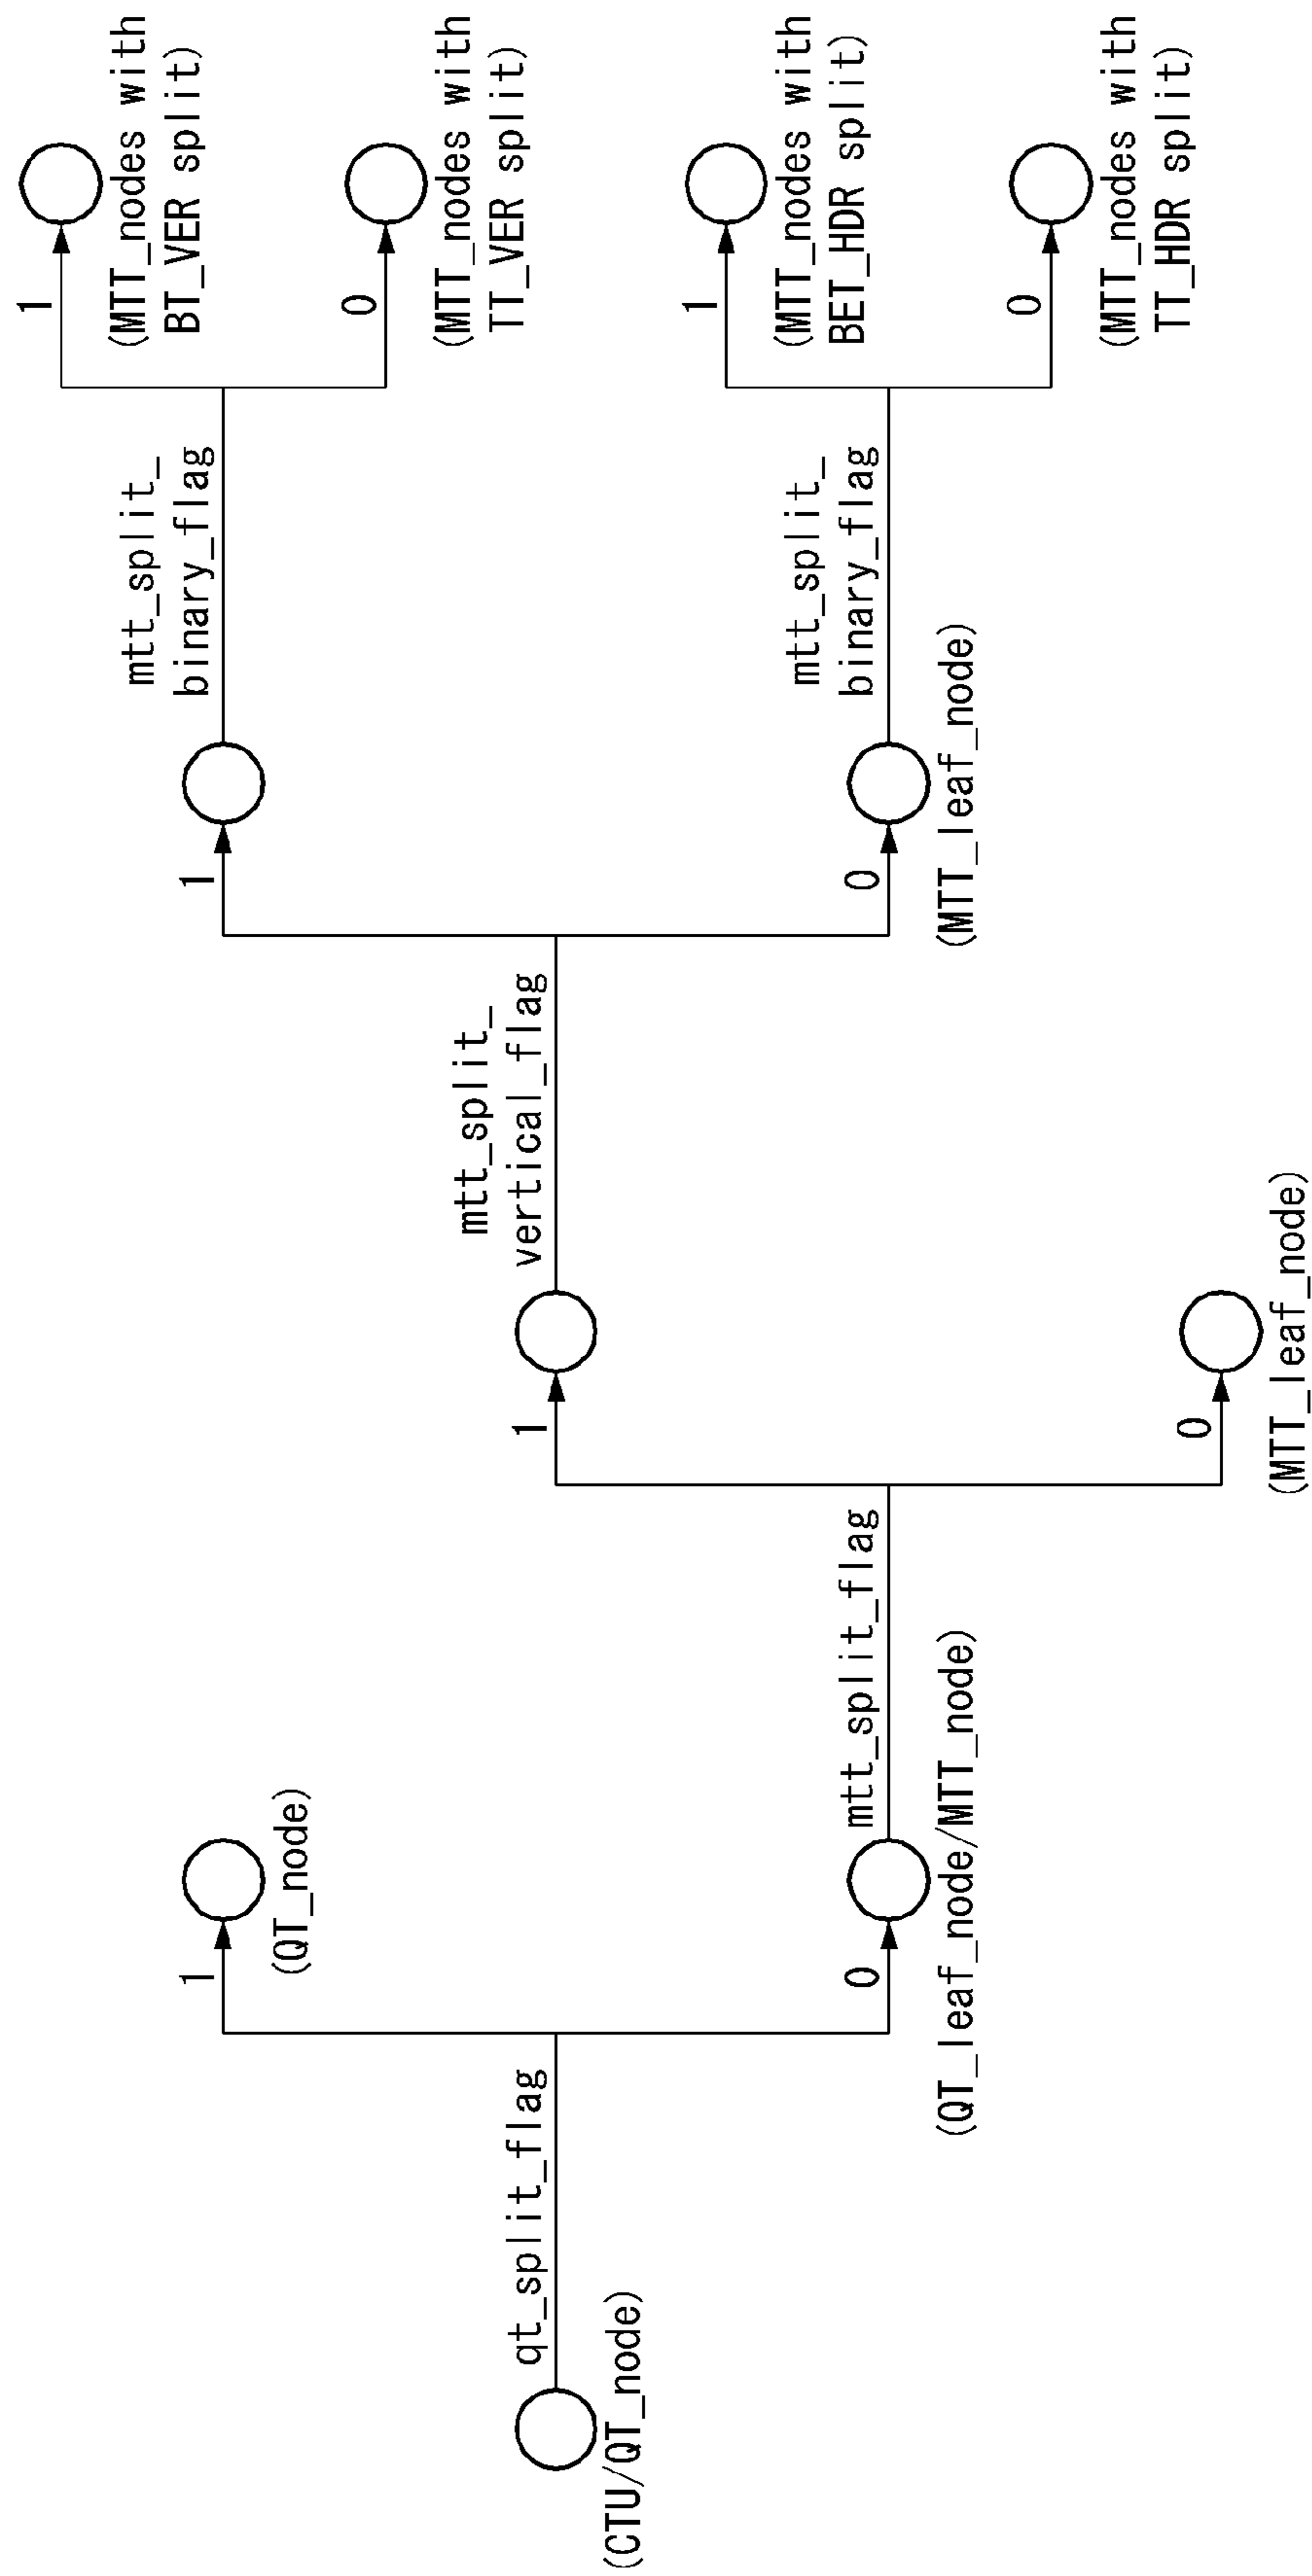 (CTU/QT_node)
qt_split_flag
1
(QT_node)
0
(QT_leaf_node/MTT_node)
mtt_split_flag
1
0
(MTT_leaf_node)
mtt_split_
vertical_flag
1
0
(MTT_leaf_node)
mtt_split_
binary_flag
1
(MTT_nodes with
BT_VER split)
0
(MTT_nodes with
TT_VER split)
mtt_split_
binary_flag
1
(MTT_nodes with
BET_HDR split)
0
(MTT_nodes with
TT_HDR split)